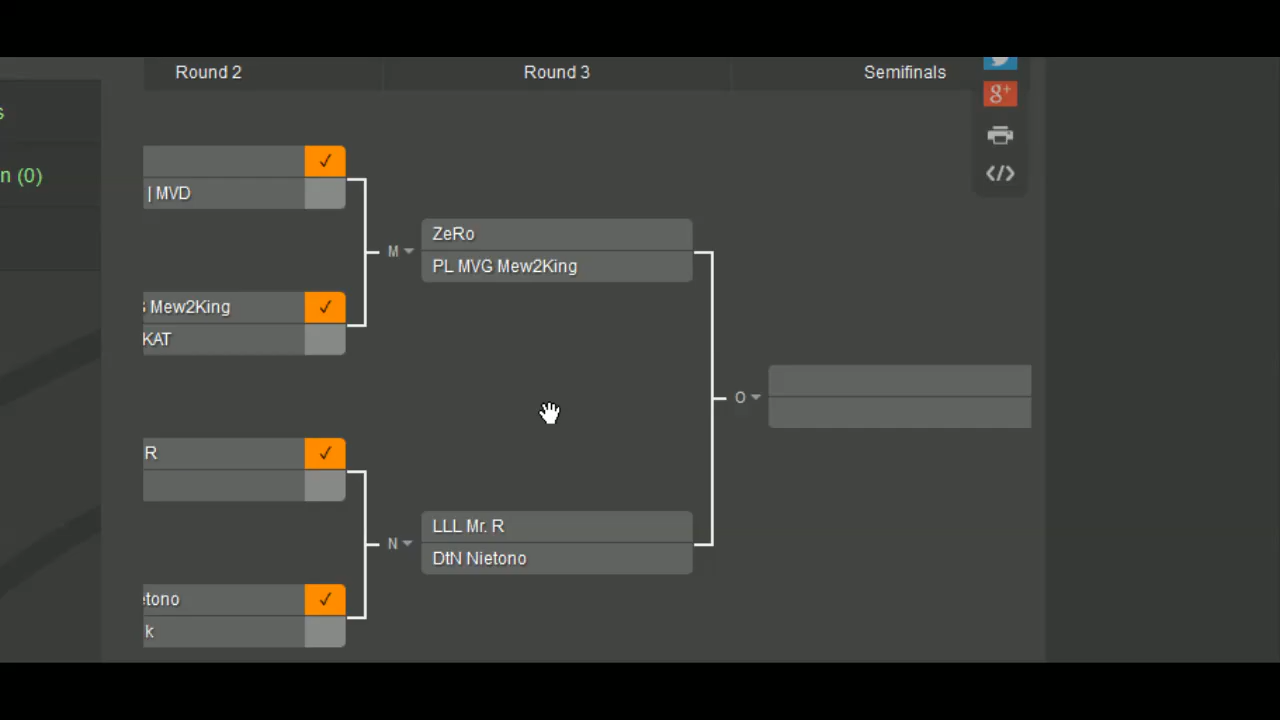 Round 2
Round 3
Semifinals
s
n (0)
g+
</>
✓
| MVD
Mew2King
✓
KAT
M
ZeRo
PL MVG Mew2King
O
R
✓
etono
✓
k
N
LLL Mr. R
DtN Nietono